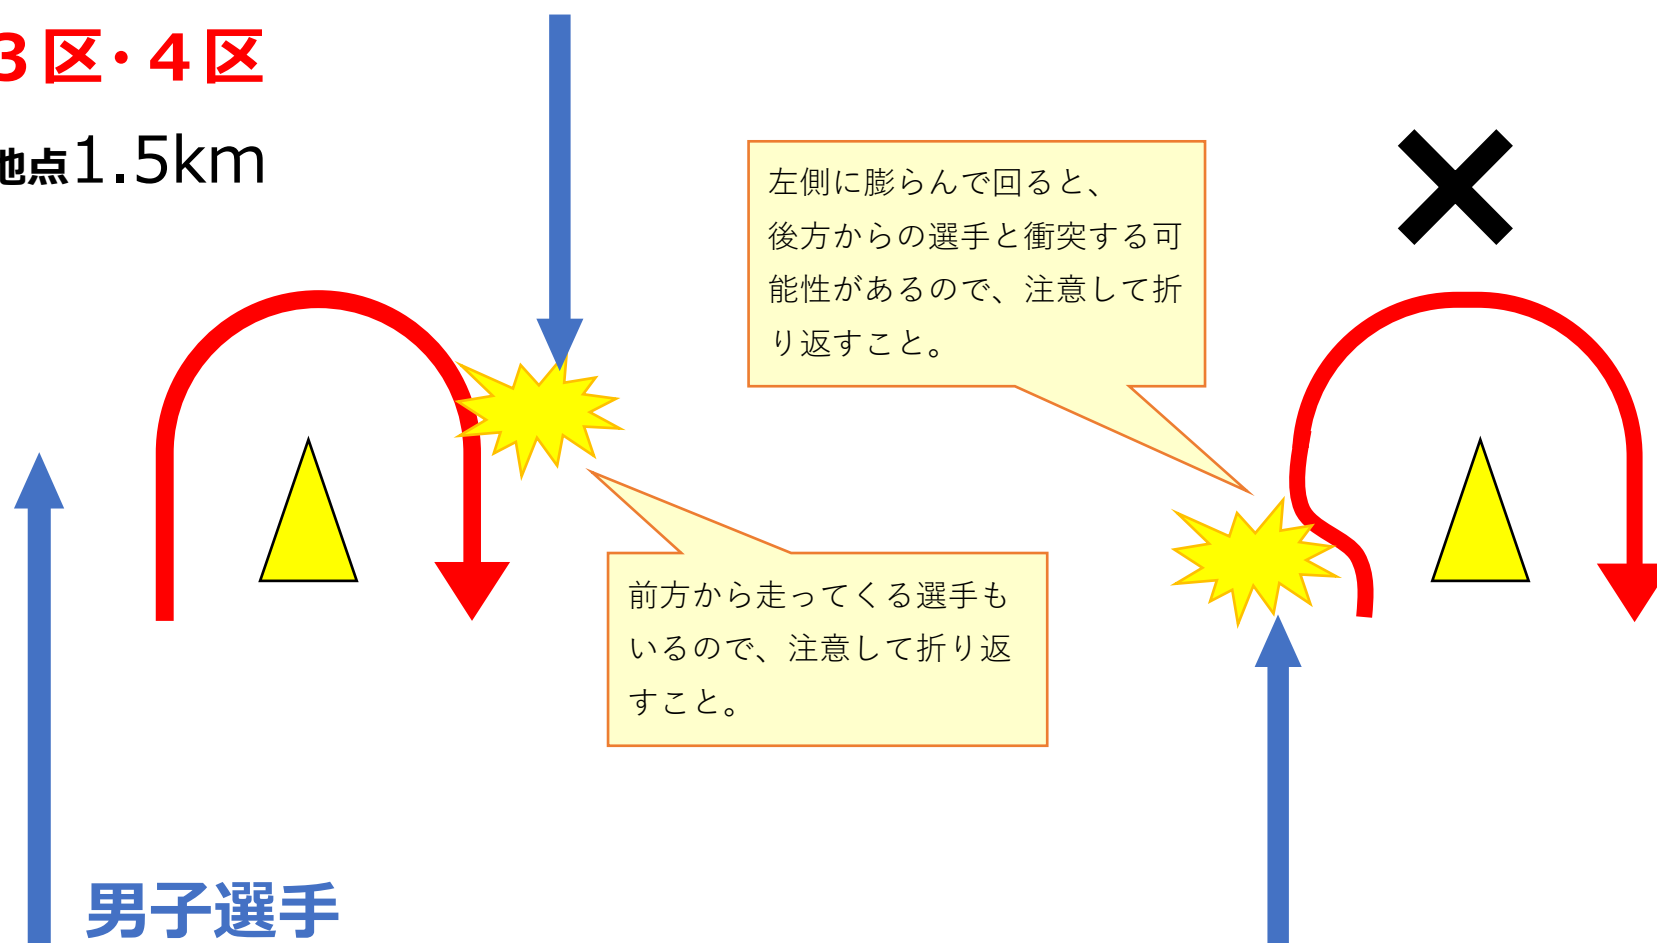 ３区・４区
地点1.5km
左側に膨らんで回ると、
後方からの選手と衝突する可
能性があるので、注意して折
り返すこと。
前方から走ってくる選手も
いるので、注意して折り返
すこと。
男子選手